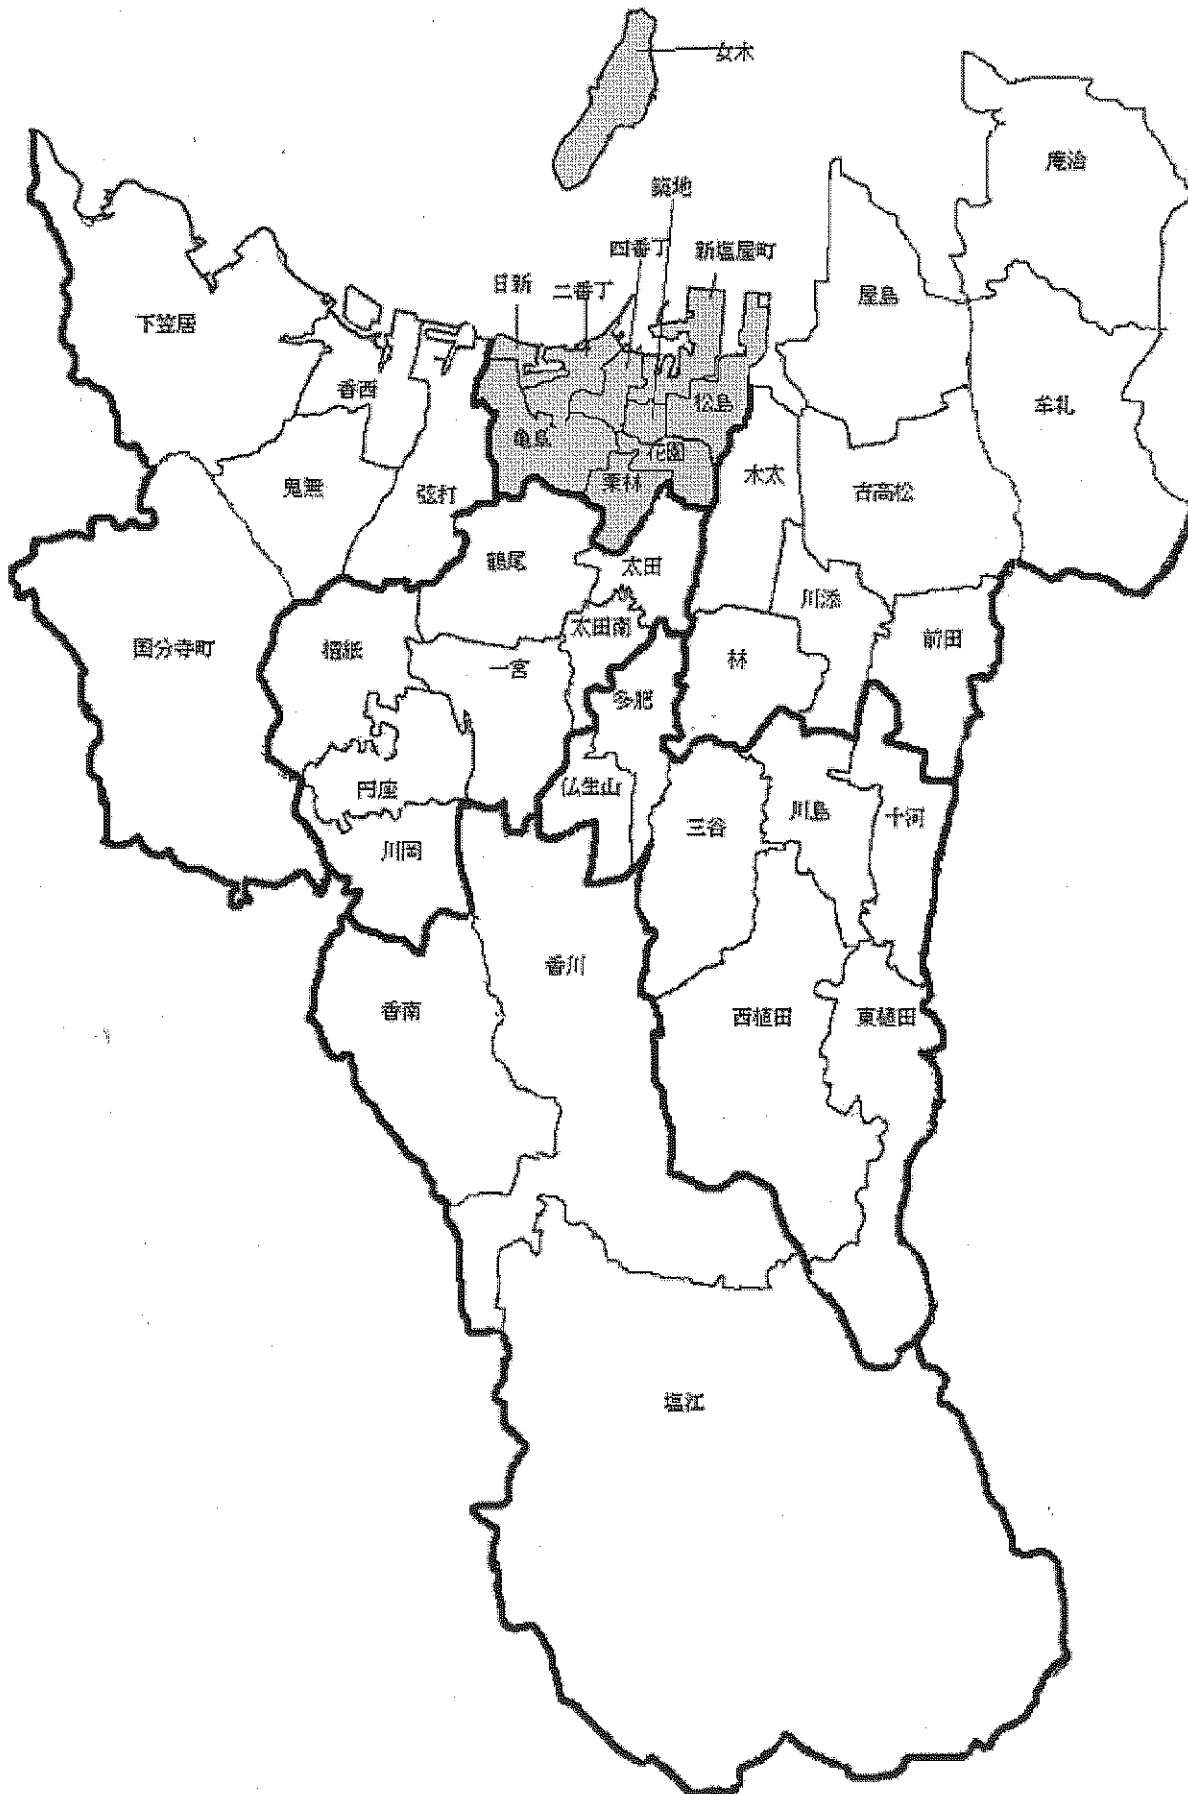 女木
庵治
築地
四番丁
新塩屋町
日新
二番丁
屋島
下笠居
香西
松島
牟礼
亀阜
花園
木太
鬼無
弦打
栗林
古高松
鶴尾
太田
川添
太田南
前田
国分寺町
檀紙
一宮
林
多肥
円座
仏生山
川島
十河
三谷
川岡
香川
香南
西植田
東植田
塩江